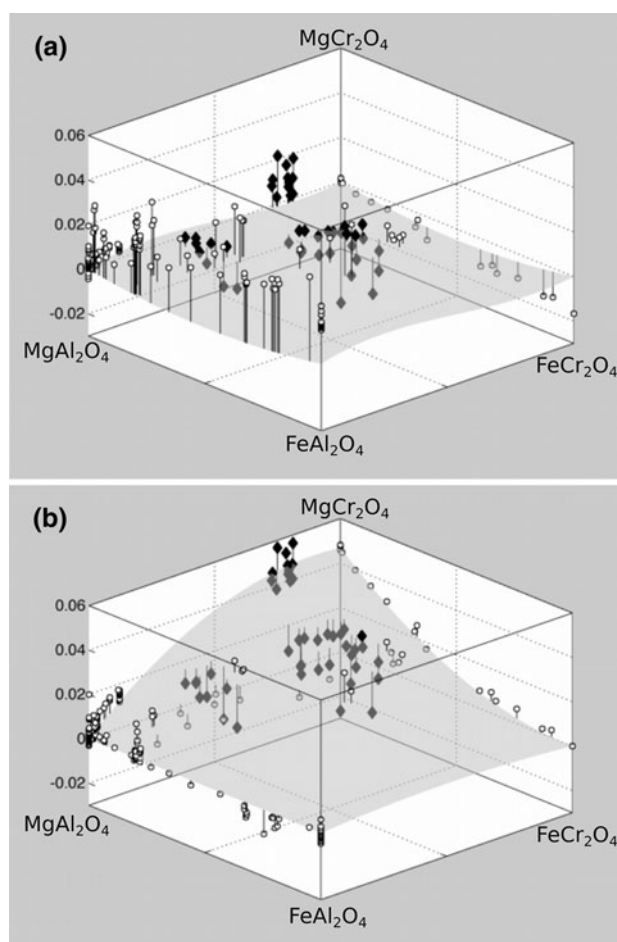 (a)
MgCr₂O₄
0.06
0.04
0.02
0
-0.02
MgAl₂O₄
FeCr₂O₄
FeAl₂O₄
(b)
MgCr₂O₄
0.06
0.04
0.02
0
-0.02
MgAl₂O₄
FeCr₂O₄
FeAl₂O₄